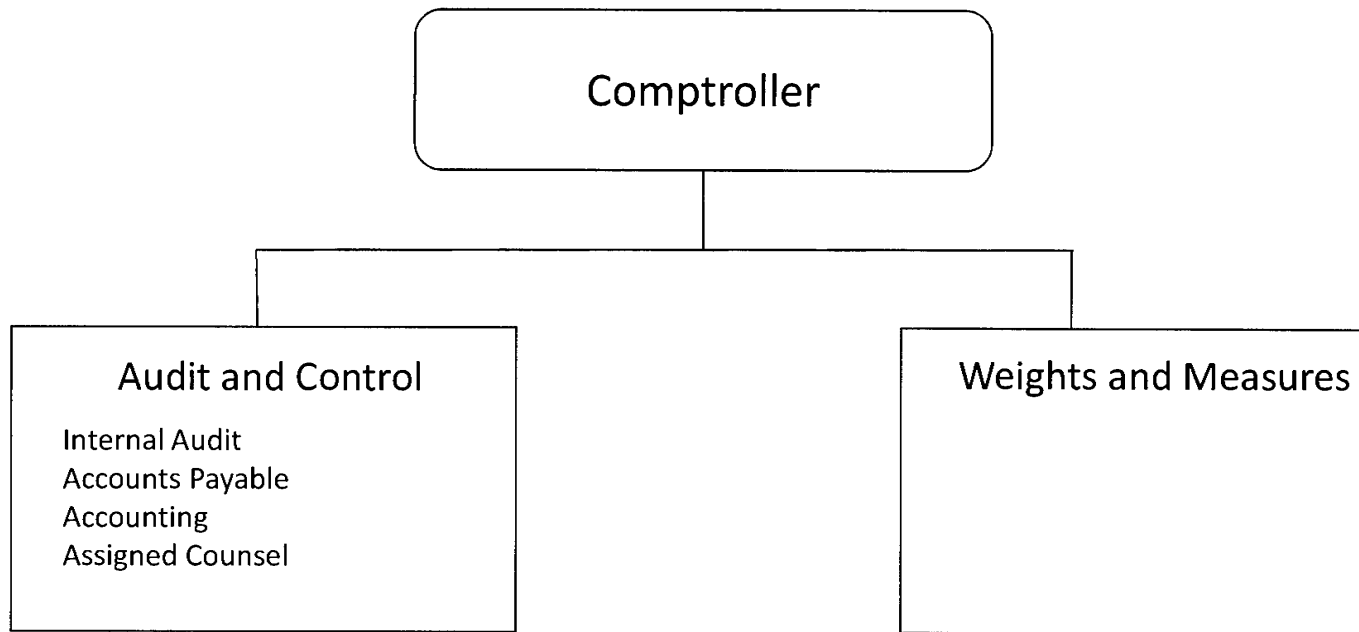 Comptroller
Audit and Control
Internal Audit
Accounts Payable
Accounting
Assigned Counsel
Weights and Measures